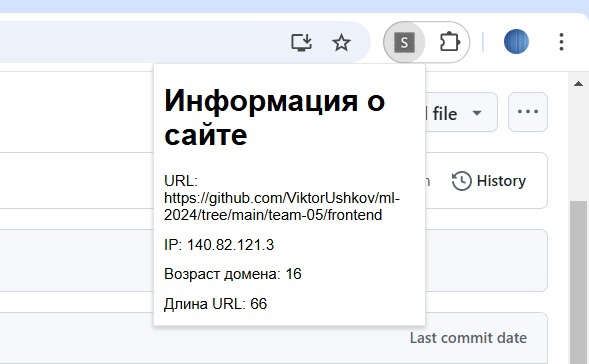 S
Информация о
сайте
file
URL:
https://github.com/ViktorUshkov/ml-
2024/tree/main/team-05/frontend
History
IP: 140.82.121.3
Возраст домена: 16
Длина URL: 66
Last commit date